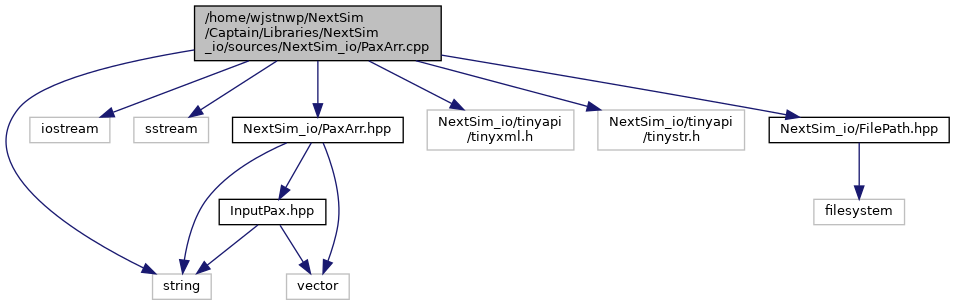 /home/wjstnwp/NextSim
/Captain/Libraries/NextSim
_io/sources/NextSim_io/PaxArr.cpp
iostream
sstream
NextSim_io/PaxArr.hpp
NextSim_io/tinyapi
/tinyxml.h
NextSim_io/tinyapi
/tinystr.h
NextSim_io/FilePath.hpp
InputPax.hpp
filesystem
string
vector